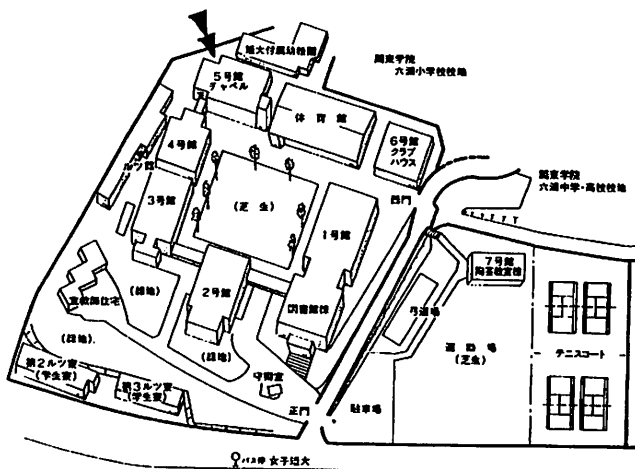 短大付属幼稚園
関東学院
六浦小学校校地
5号館
チャペル
体育館
6号館
クラブ
ハウス
4号館
ルツ館
関東学院
六浦中学・高校校地
3号館
(芝生)
1号館
西門
7号館
陶芸教室棟
2号館
図書館棟
弓道場
宣教師住宅
(緑地)
(緑地)
(緑地)
運動場
(芝生)
テニスコート
第2ルツ寮
(学生寮)
第3ルツ寮
(学生寮)
守衛室
正門
駐車場
バス停 女子短大